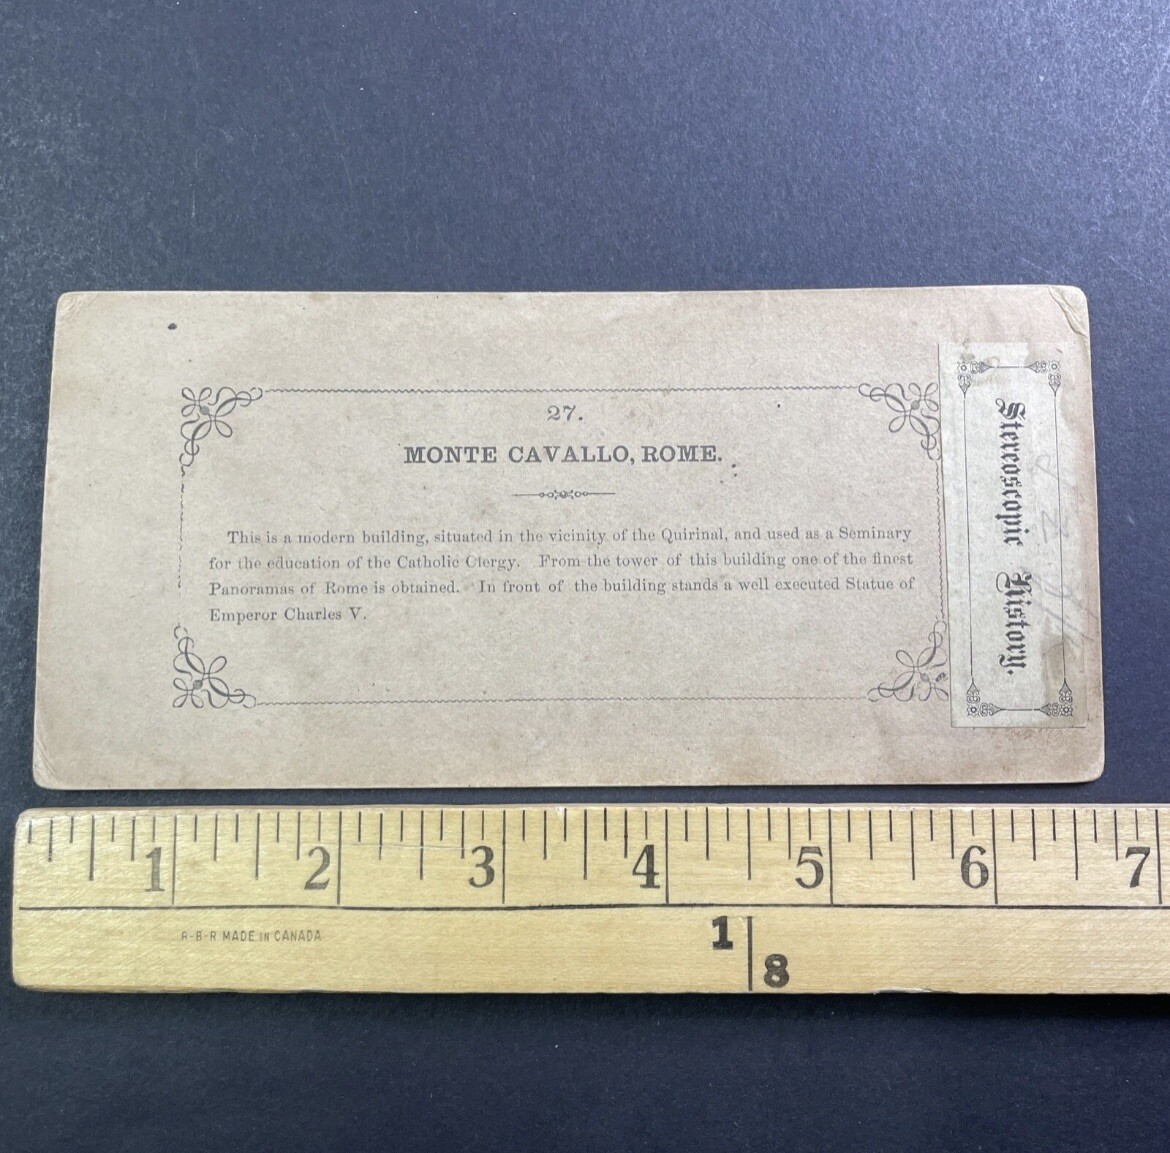 27.
MONTE CAVALLO, ROME.
This is a modern building, situated in the vicinity of the Quirinal, and used as a Seminary
for the education of the Catholic Clergy. From the tower of this building one of the finest
Panoramas of Rome is obtained. In front of the building stands a well executed Statue of
Emperor Charles V.
Stereoscopic History.
1 2 3 4 5 6 7
R-B-R MADE IN CANADA
1
8